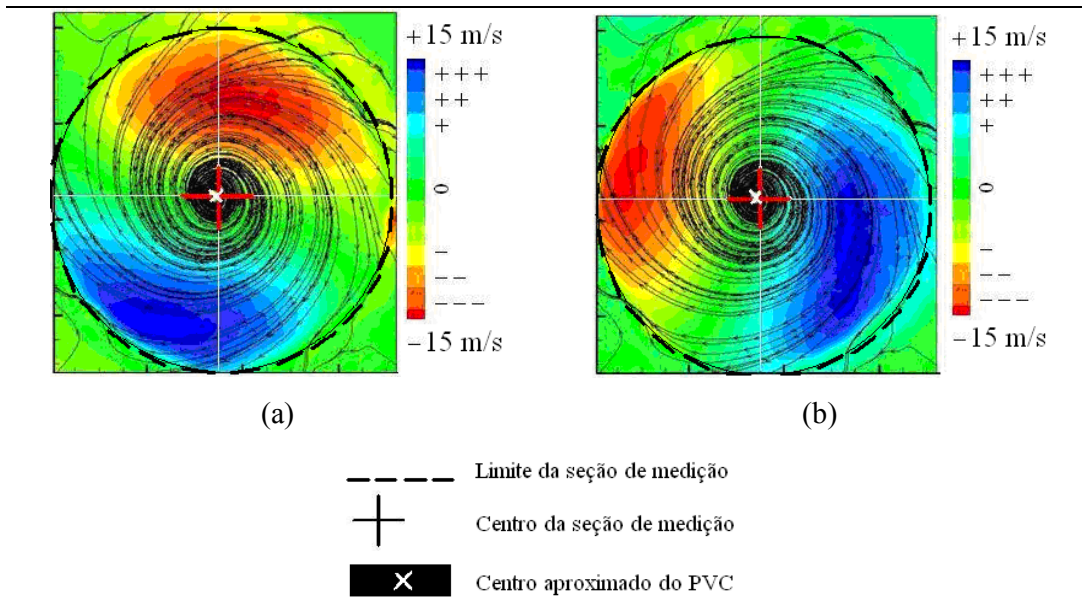 +15 m/s
+++
++
+
0
–
– –
– – –
–15 m/s
(a)
+15 m/s
+++
++
+
0
–
– –
– – –
–15 m/s
(b)
Limite da seção de medição
Centro da seção de medição
Centro aproximado do PVC